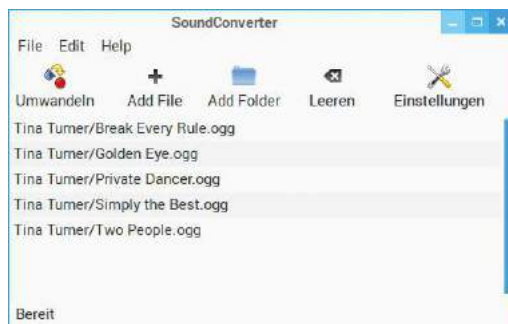 SoundConverter
File Edit Help
Umwandeln Add File Add Folder Leeren Einstellungen
Tina Turner/Break Every Rule.ogg
Tina Turner/Golden Eye.ogg
Tina Turner/Private Dancer.ogg
Tina Turner/Simply the Best.ogg
Tina Turner/Two People.ogg
Bereit